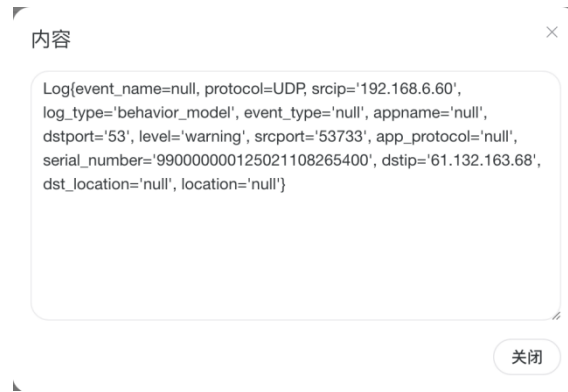 内容
Log{event_name=null, protocol=UDP, srcip='192.168.6.60',
log_type='behavior_model', event_type='null', appname='null',
dstport='53', level='warning', srcport='53733', app_protocol='null',
serial_number='990000000125021108265400', dstip='61.132.163.68',
dst_location='null', location='null'}
关闭